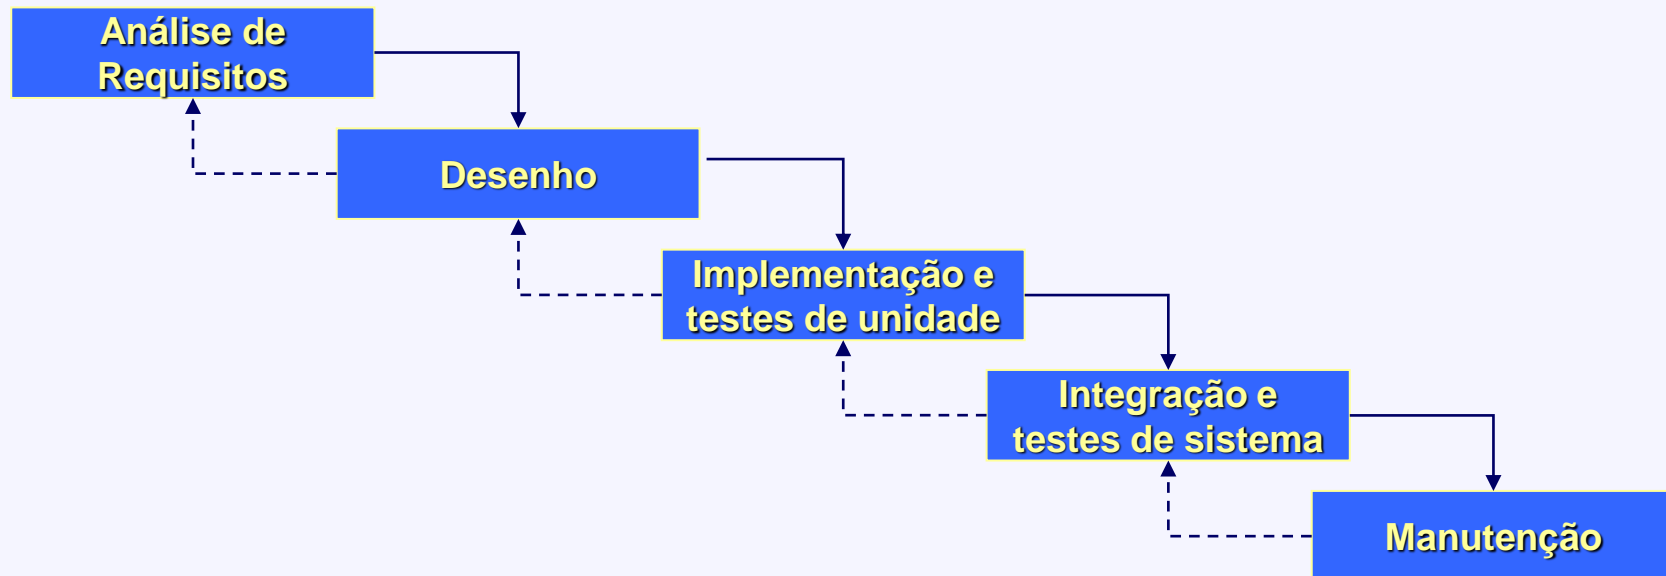 Análise de
Requisitos
Desenho
Implementação e
testes de unidade
Integração e
testes de sistema
Manutenção